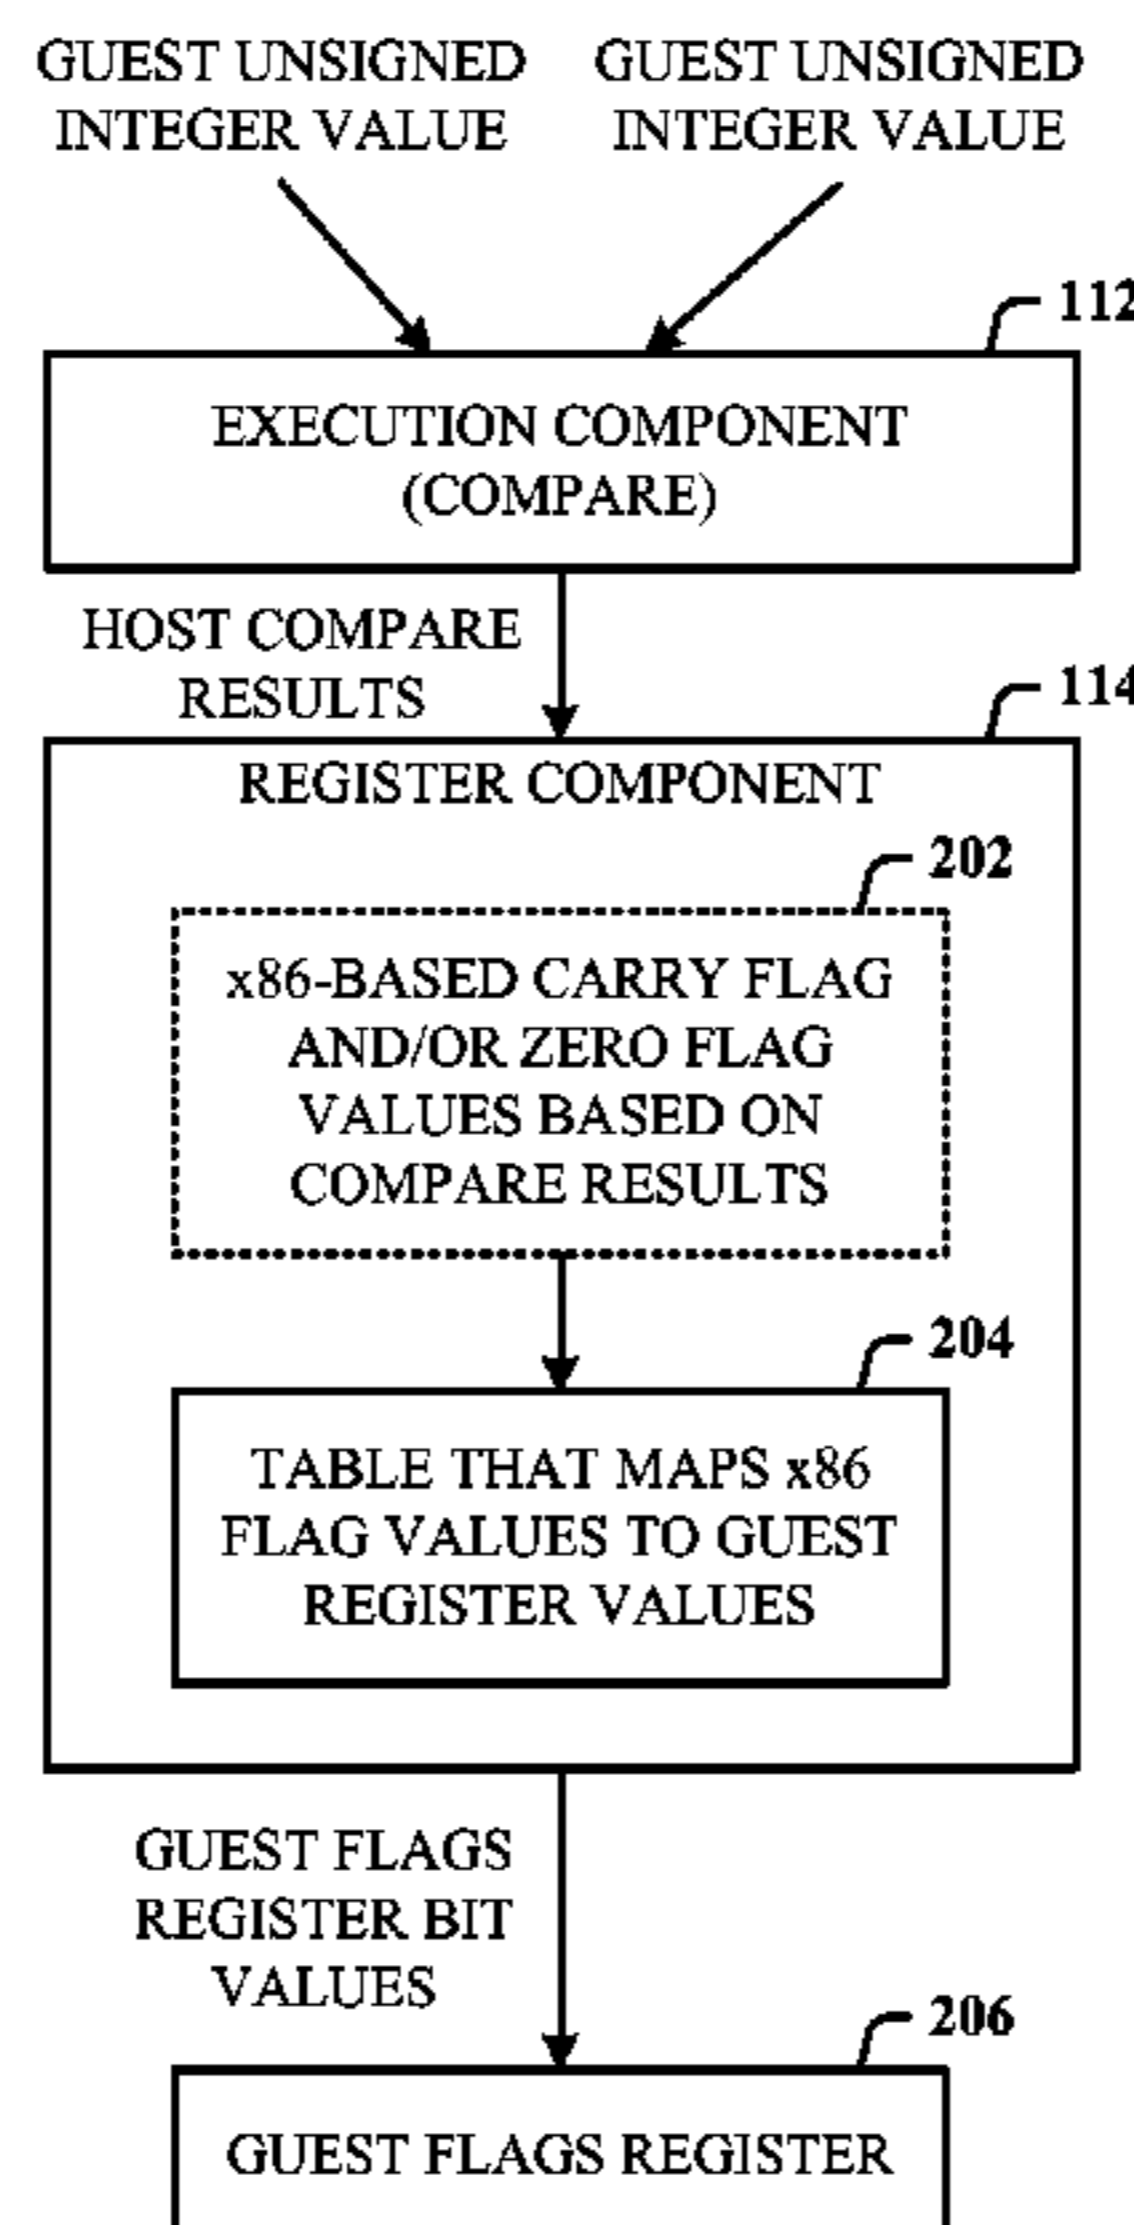 GUEST UNSIGNED
INTEGER VALUE
GUEST UNSIGNED
INTEGER VALUE
112
EXECUTION COMPONENT
(COMPARE)
HOST COMPARE
RESULTS
114
REGISTER COMPONENT
202
x86-BASED CARRY FLAG
AND/OR ZERO FLAG
VALUES BASED ON
COMPARE RESULTS
204
TABLE THAT MAPS x86
FLAG VALUES TO GUEST
REGISTER VALUES
GUEST FLAGS
REGISTER BIT
VALUES
206
GUEST FLAGS REGISTER